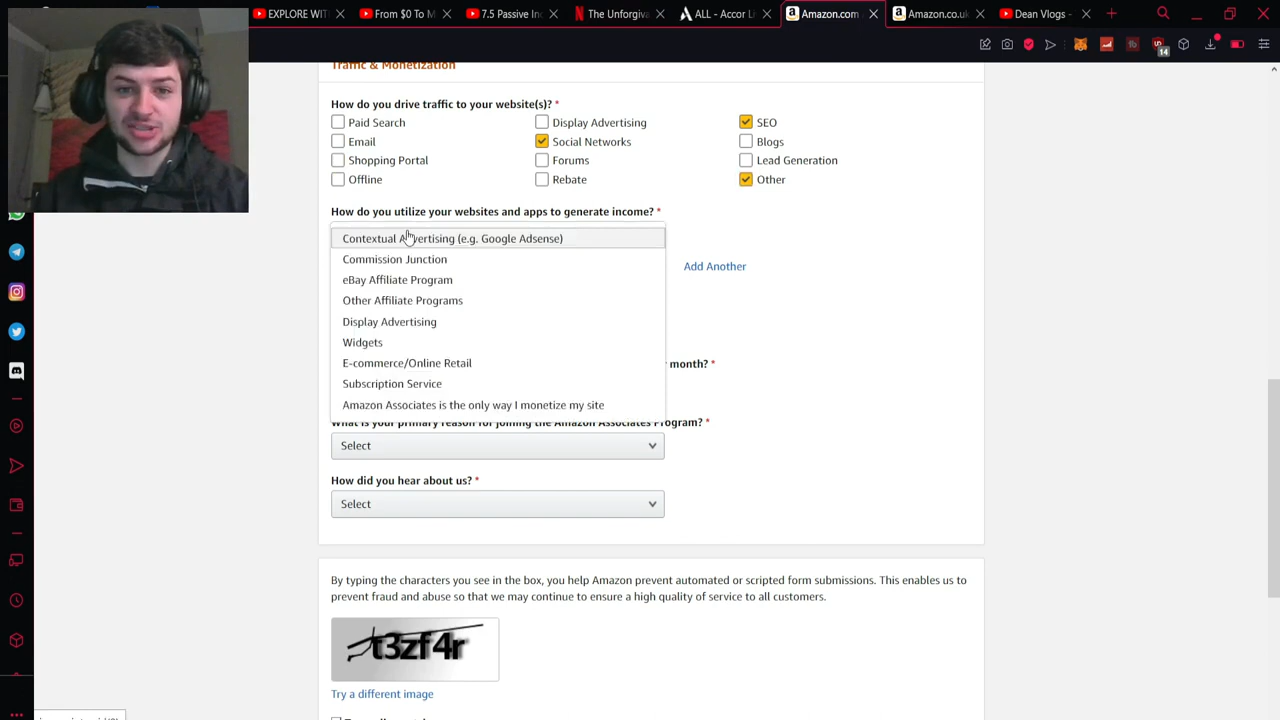 EXPLORE WIT
From $0 To M
7.5 Passive Inc
The Unforgiva
ALL - Accor Li
Amazon.com
Amazon.co.uk
Dean Vlogs -
14
Traffic & Monetization
How do you drive traffic to your website(s)? *
Paid Search
Display Advertising
SEO
Email
Social Networks
Blogs
Shopping Portal
Forums
Lead Generation
Offline
Rebate
Other
How do you utilize your websites and apps to generate income? *
Contextual Advertising (e.g. Google Adsense)
Commission Junction
Add Another
eBay Affiliate Program
Other Affiliate Programs
Display Advertising
Widgets
E-commerce/Online Retail
month? *
Subscription Service
Amazon Associates is the only way I monetize my site
What is your primary reason for joining the Amazon Associates Program? *
Select
How did you hear about us? *
Select
By typing the characters you see in the box, you help Amazon prevent automated or scripted form submissions. This enables us to
prevent fraud and abuse so that we may continue to ensure a high quality of service to all customers.
t3zf4r
Try a different image